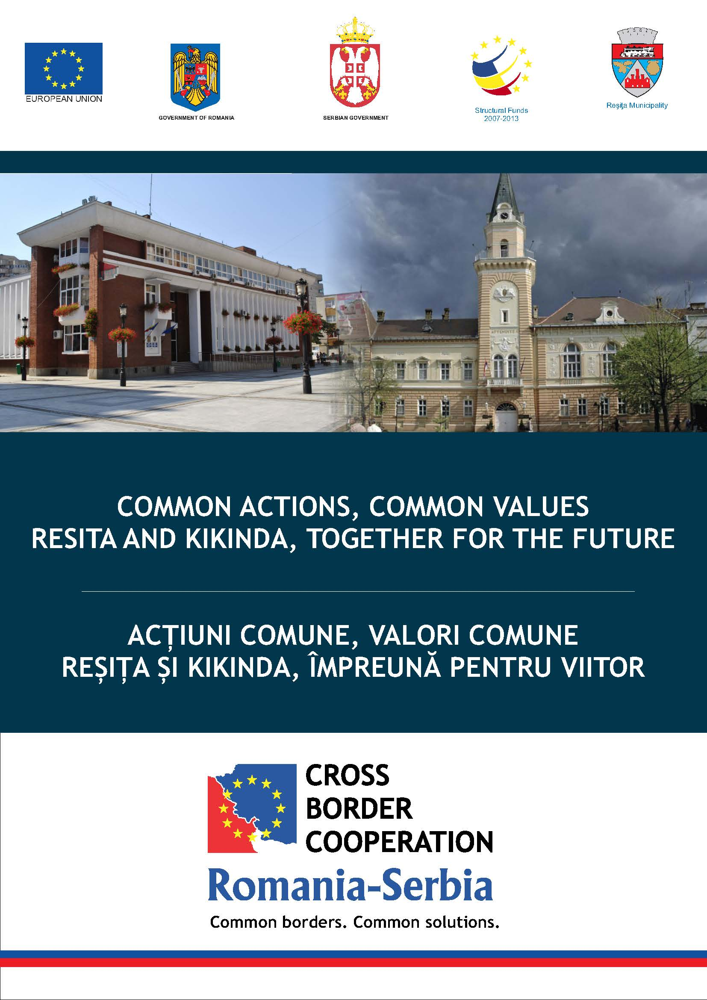 EUROPEAN UNION
GOVERNMENT OF ROMANIA
SERBIAN GOVERNMENT
Structural Funds
2007-2013
Reşiţa Municipality
COMMON ACTIONS, COMMON VALUES
RESITA AND KIKINDA, TOGETHER FOR THE FUTURE
ACȚIUNI COMUNE, VALORI COMUNE
REȘIȚA ȘI KIKINDA, ÎMPREUNĂ PENTRU VIITOR
CROSS
BORDER
COOPERATION
Romania-Serbia
Common borders. Common solutions.